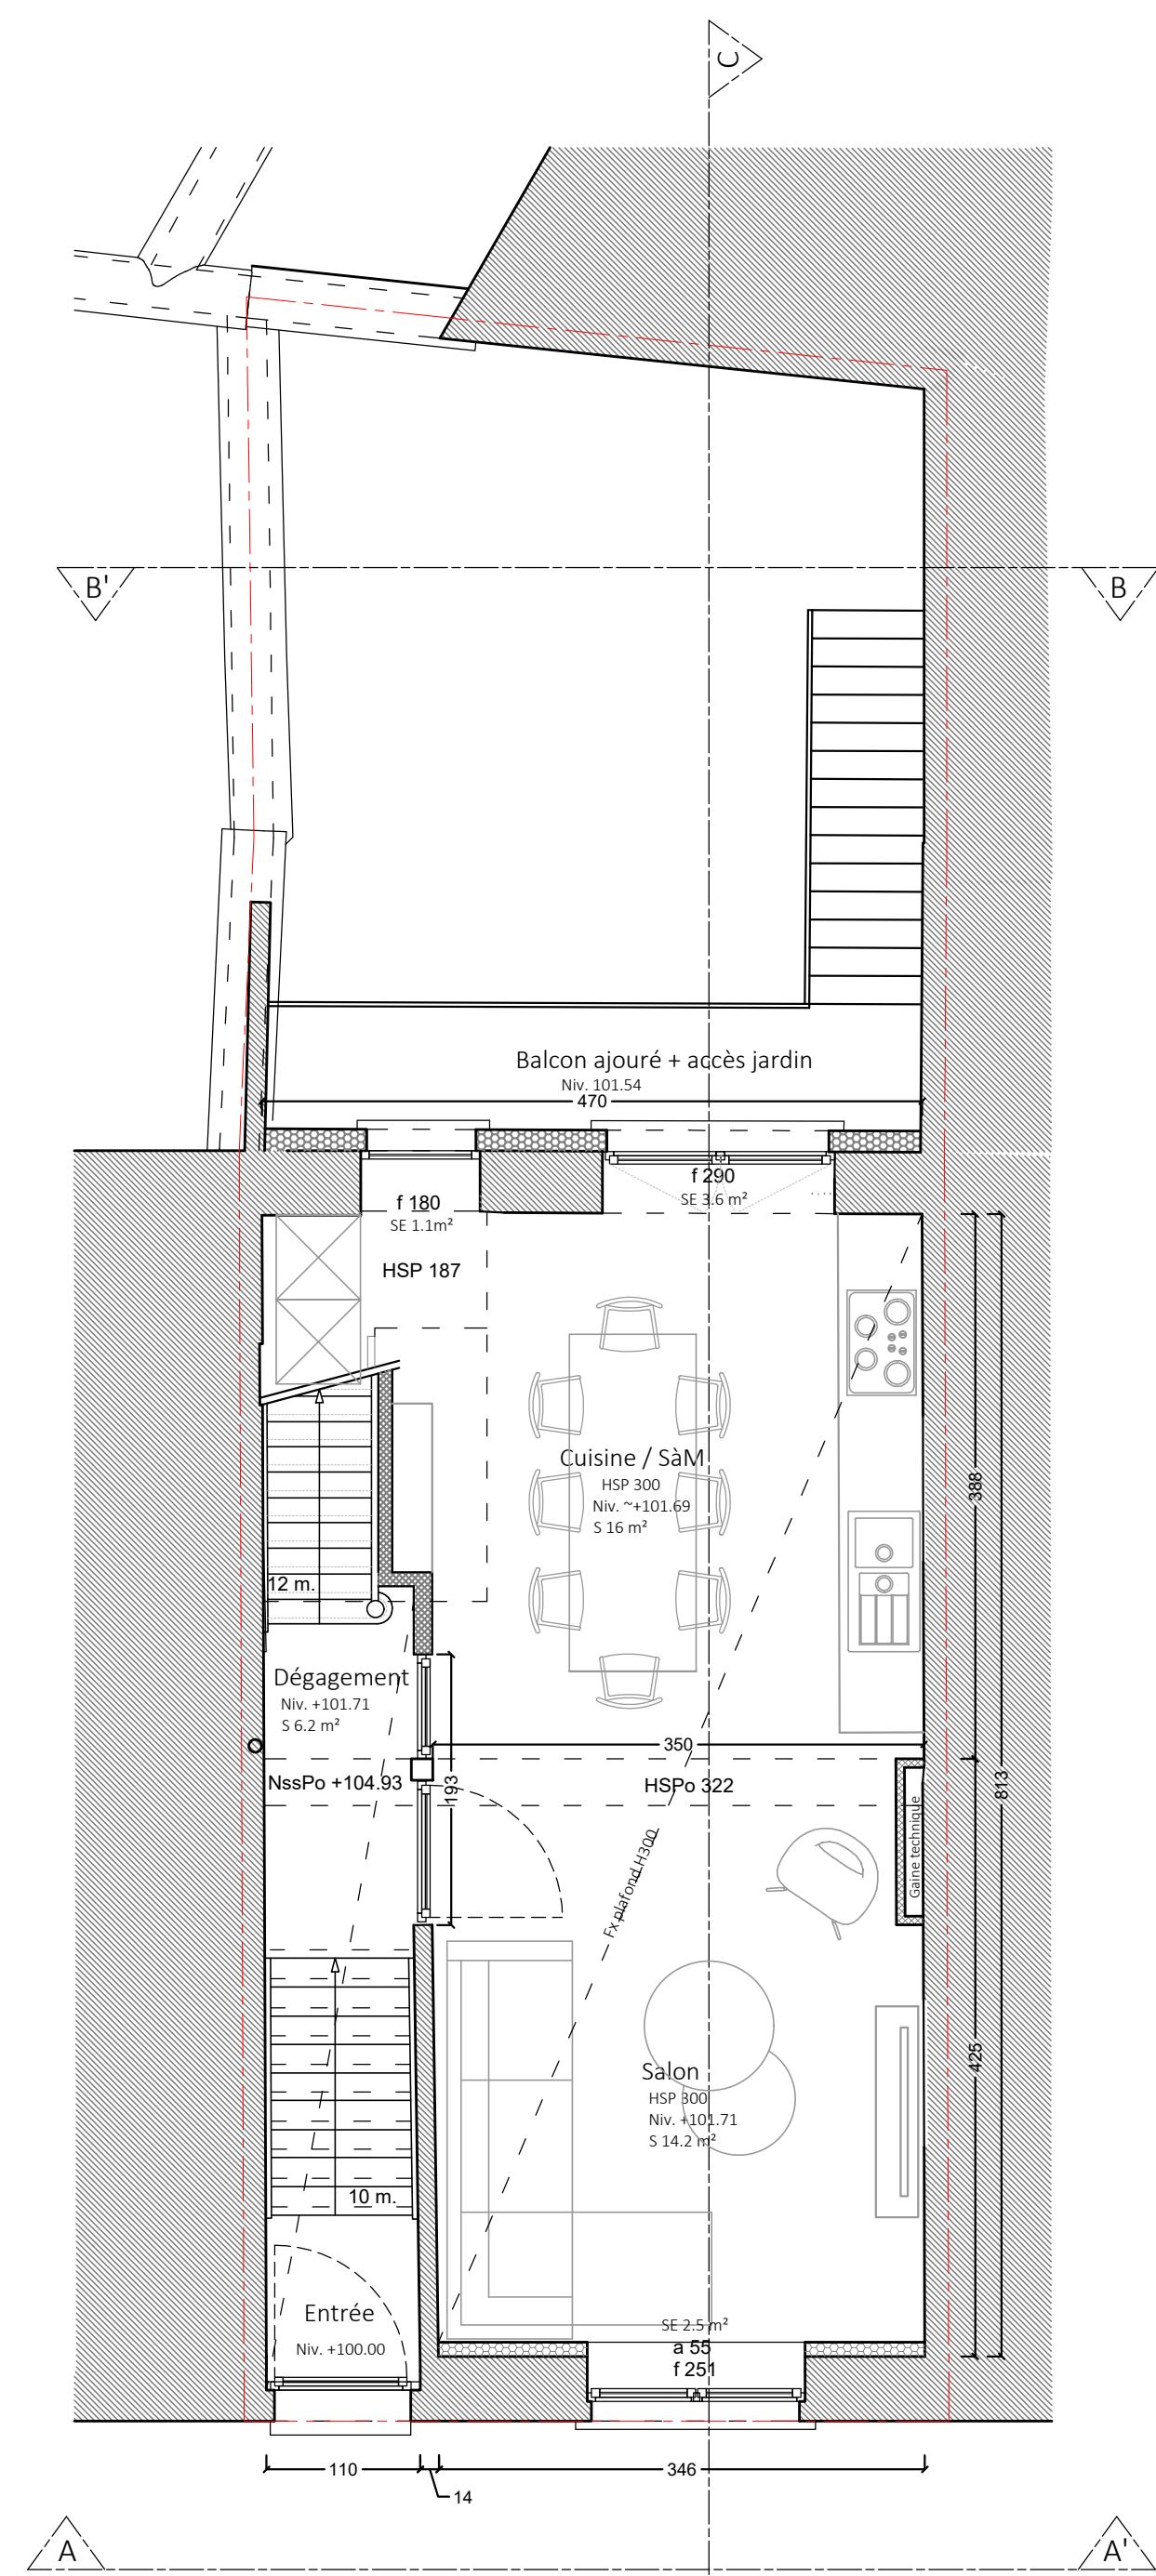 C
B'
B
Balcon ajouré + accès jardin
Niv. 101.54
470
f 290
SE 3.6 m²
f 180
SE 1.1m²
HSP 187
388
Cuisine / SàM
HSP 300
Niv. ~+101.69
S 16 m²
12 m.
Dégagement
Niv. +101.71
S 6.2 m²
350
NssPo +104.93
193
HSPo 322
813
Gaine technique
Fx plafond H300
425
Salon
HSP 300
Niv. +101.71
S 14.2 m²
10 m.
Entrée
Niv. +100.00
SE 2.5 m²
a 55
f 251
110
14
346
A
A'